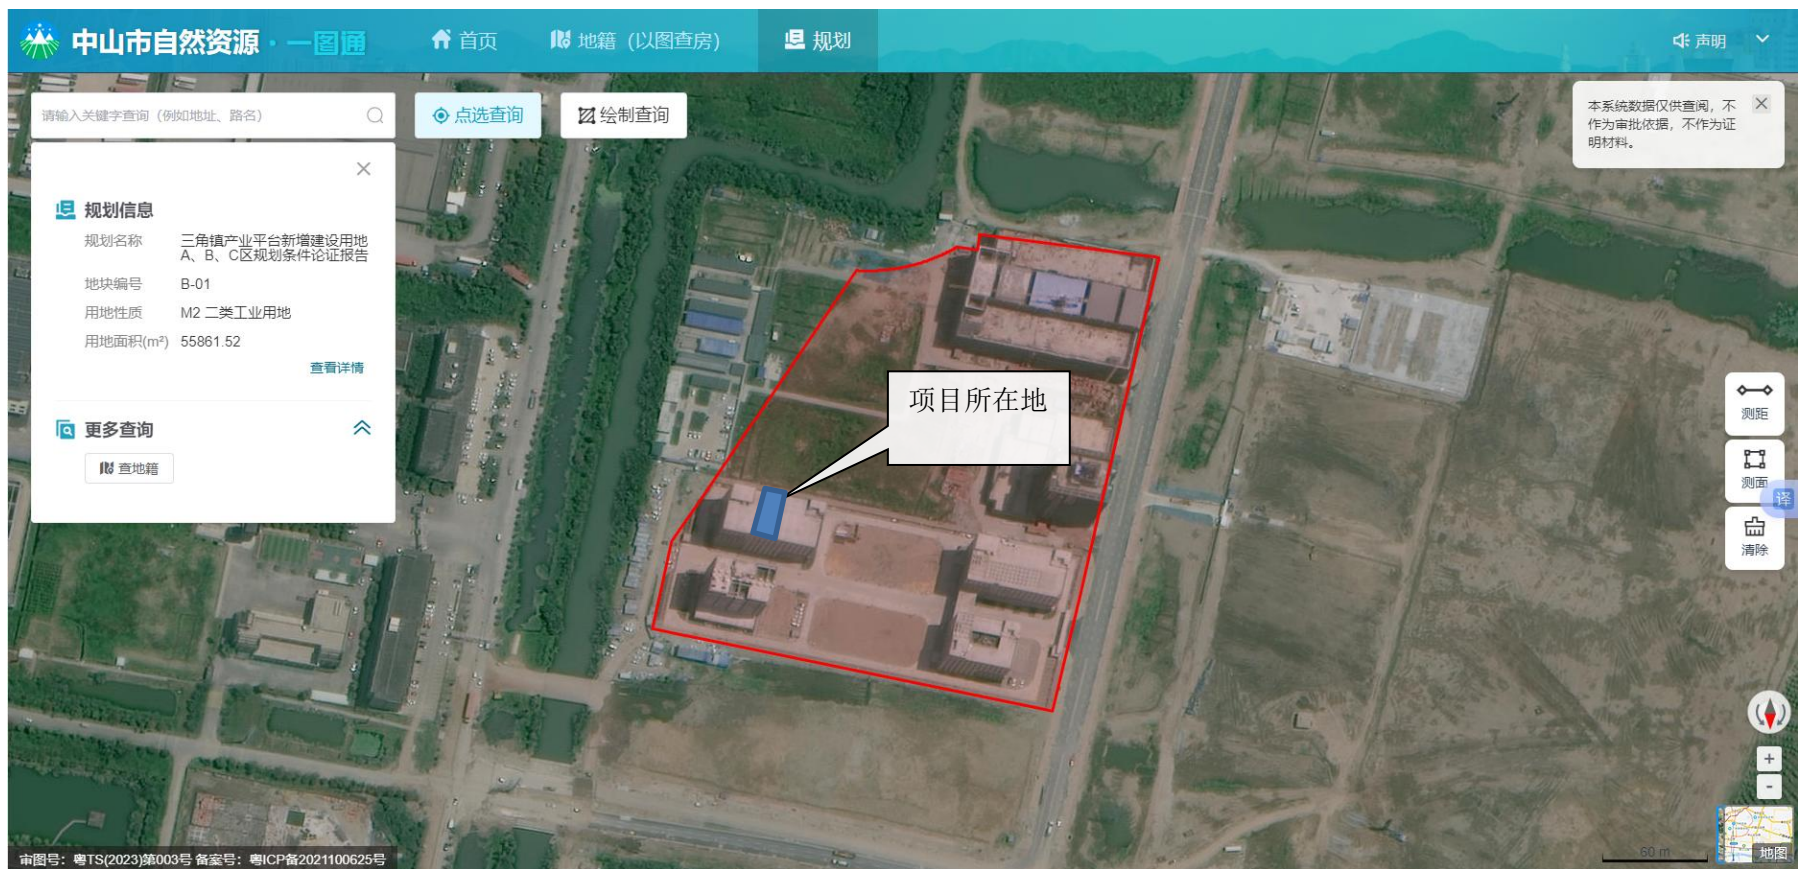 中山市自然资源·一图通
首页
地籍（以图查房）
规划
声明
请输入关键字查询（例如地址、路名）
点选查询
绘制查询
本系统数据仅供查阅，不
作为审批依据，不作为证
明材料。
规划信息
规划名称 三角镇产业平台新增建设用地
A、B、C区规划条件论证报告
地块编号 B-01
用地性质 M2 二类工业用地
用地面积(m²) 55861.52
查看详情
更多查询
查地籍
项目所在地
测距
测面
译
清除
+
-
60 m
地图
审图号：粤TS(2023)第003号 备案号：粤ICP备2021100625号